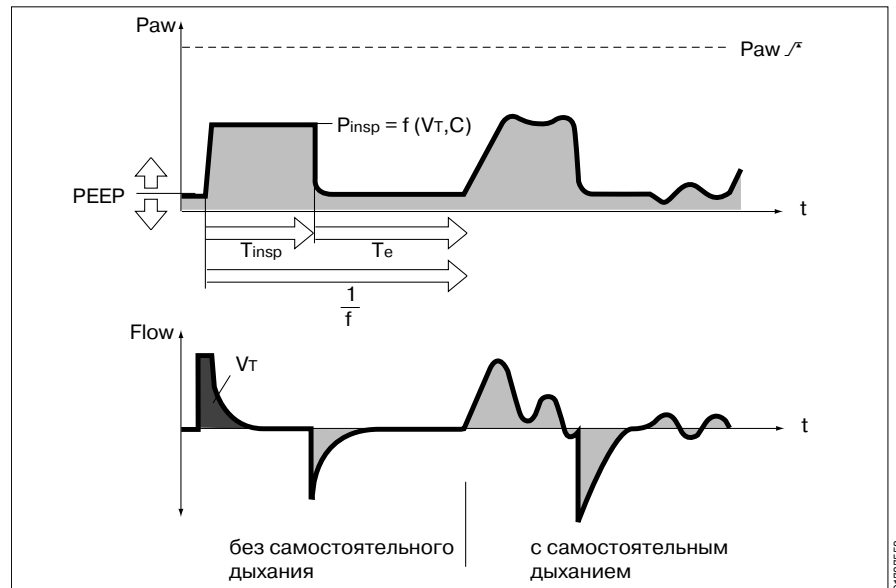 Paw
Paw
Pinsp = f (VT,C)
PEEP
t
Tinsp
Te
1
f
Flow
VT
t
без самостоятельного
дыхания
с самостоятельным
дыханием